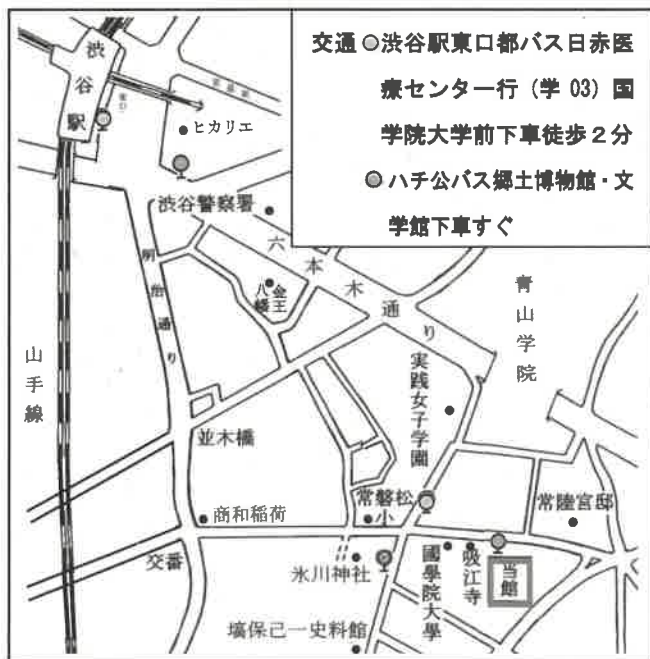 交通 渋谷駅東口都バス日赤医
療センター行（学 03）国
学院大学前下車徒歩２分
ハチ公バス郷土博物館・文
学館下車すぐ
渋谷駅
東口
ヒカリエ
渋谷警察署
六本木通り
金王
八幡
明治通り
青山学院
山手線
実践女子学園
並木橋
常磐松
小
常陸宮邸
商和稲荷
交番
氷川神社
國學院大學
吸江寺
当館
塙保己一史料館